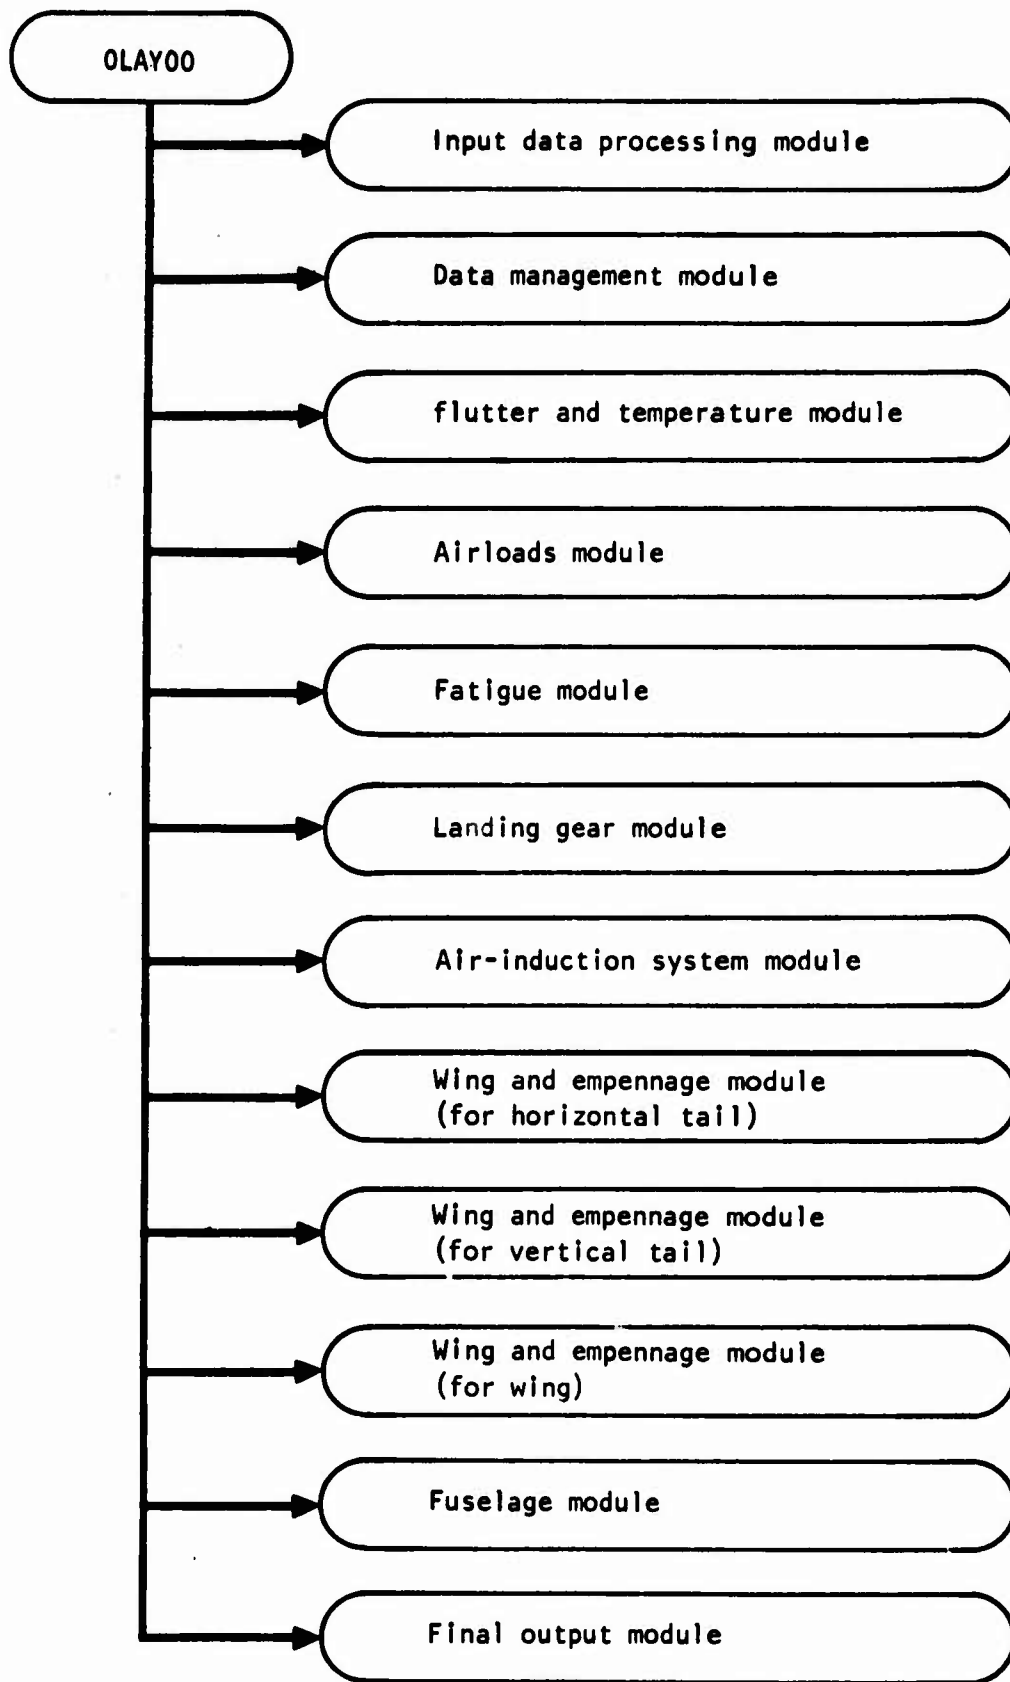 OLAY00
Input data processing module
Data management module
flutter and temperature module
Airloads module
Fatigue module
Landing gear module
Air-induction system module
Wing and empennage module
(for horizontal tail)
Wing and empennage module
(for vertical tail)
Wing and empennage module
(for wing)
Fuselage module
Final output module